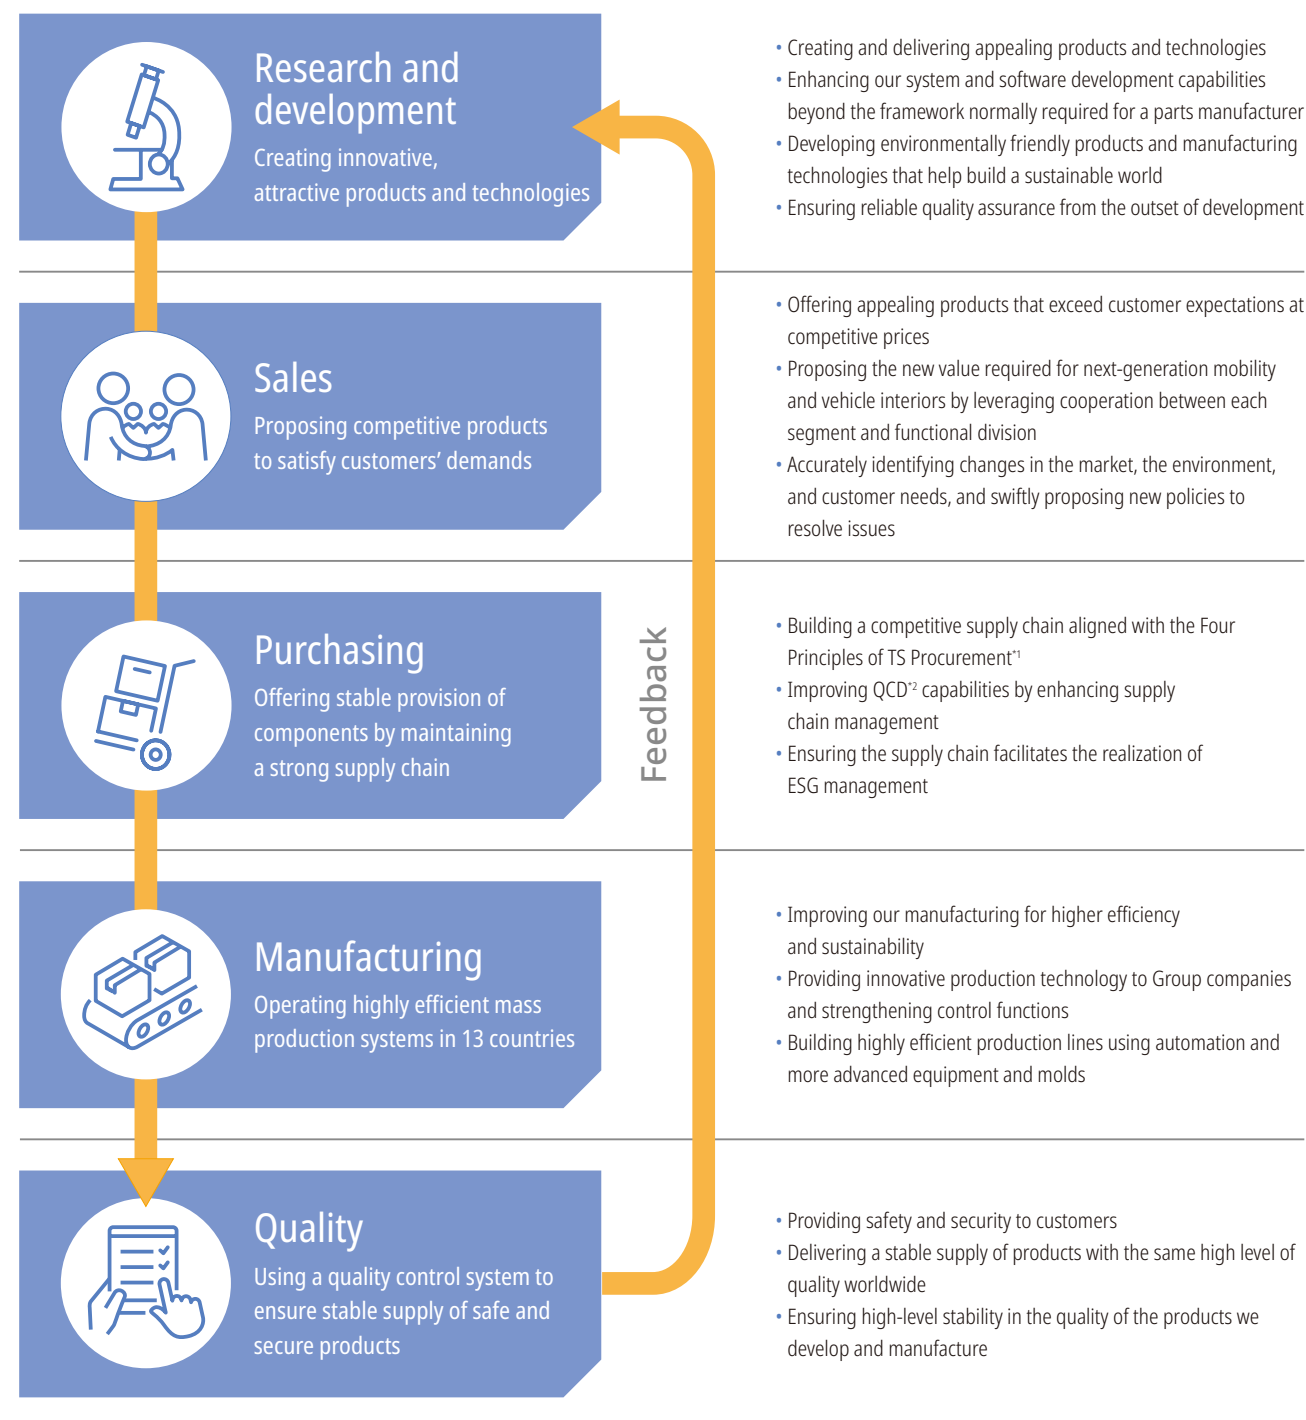 Research and
development
Creating innovative,
attractive products and technologies
• Creating and delivering appealing products and technologies
• Enhancing our system and software development capabilities
beyond the framework normally required for a parts manufacturer
• Developing environmentally friendly products and manufacturing
technologies that help build a sustainable world
• Ensuring reliable quality assurance from the outset of development
Sales
Proposing competitive products
to satisfy customers’ demands
• Offering appealing products that exceed customer expectations at
competitive prices
• Proposing the new value required for next-generation mobility
and vehicle interiors by leveraging cooperation between each
segment and functional division
• Accurately identifying changes in the market, the environment,
and customer needs, and swiftly proposing new policies to
resolve issues
Purchasing
Offering stable provision of
components by maintaining
a strong supply chain
Feedback
• Building a competitive supply chain aligned with the Four
Principles of TS Procurement*1
• Improving QCD*2 capabilities by enhancing supply
chain management
• Ensuring the supply chain facilitates the realization of
ESG management
Manufacturing
Operating highly efficient mass
production systems in 13 countries
• Improving our manufacturing for higher efficiency
and sustainability
• Providing innovative production technology to Group companies
and strengthening control functions
• Building highly efficient production lines using automation and
more advanced equipment and molds
Quality
Using a quality control system to
ensure stable supply of safe and
secure products
• Providing safety and security to customers
• Delivering a stable supply of products with the same high level of
quality worldwide
• Ensuring high-level stability in the quality of the products we
develop and manufacture